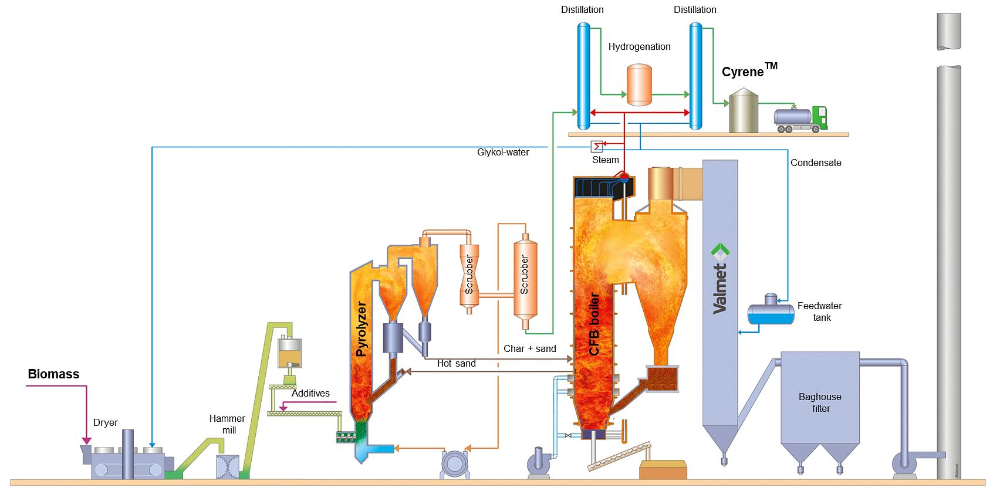 Distillation
Distillation
Hydrogenation
Cyrene™
Glykol-water
Steam
Condensate
Scrubber
Scrubber
Pyrolyzer
CFB boiler
Valmet
Feedwater
tank
Char + sand
Hot sand
Biomass
Additives
Baghouse
filter
Dryer
Hammer
mill
©Valmet